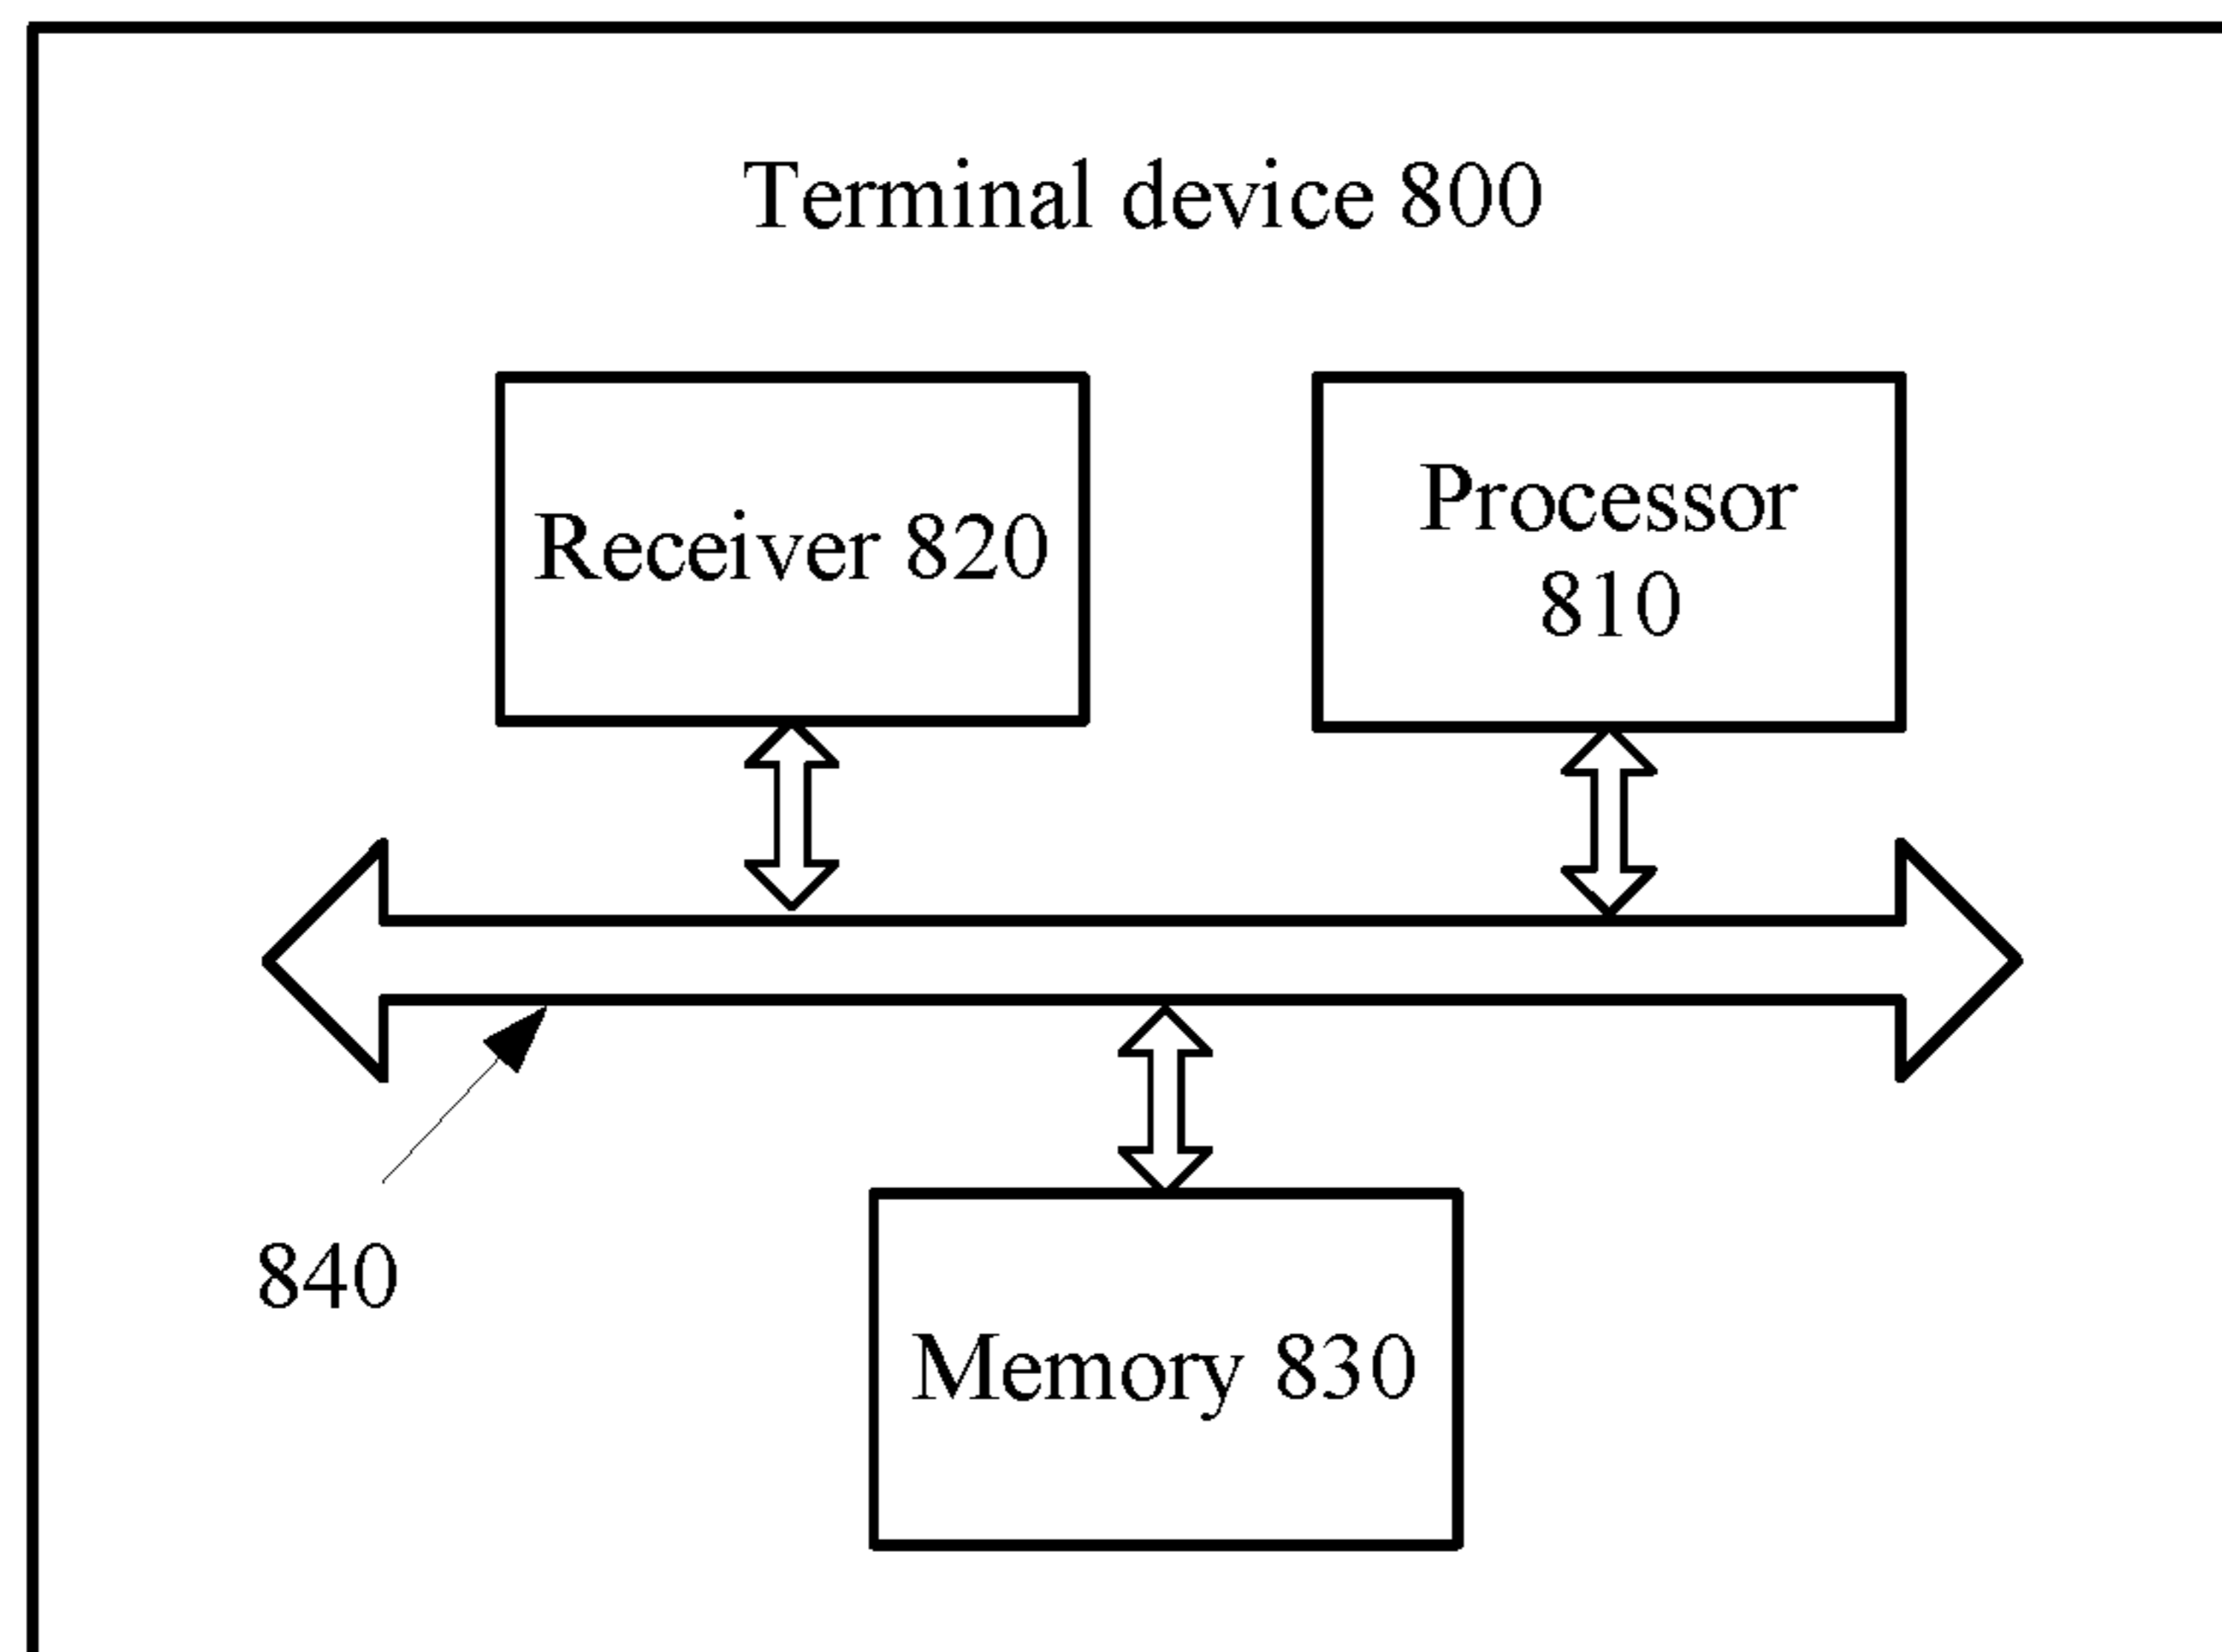 Terminal device 800
Receiver 820
Processor
810
840
Memory 830